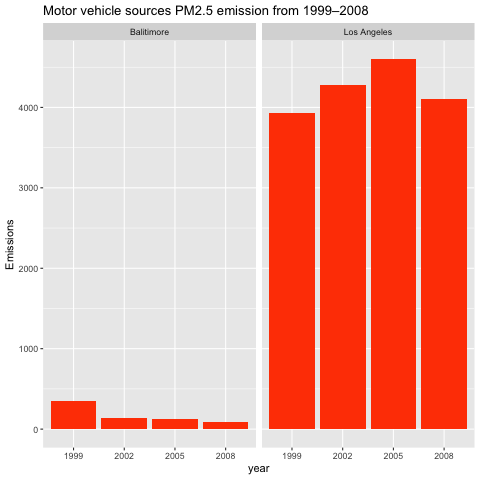 Motor vehicle sources PM2.5 emission from 1999–2008
Balitimore
Los Angeles
Emissions
4000
3000
2000
1000
0
1999 2002 2005 2008
1999 2002 2005 2008
year